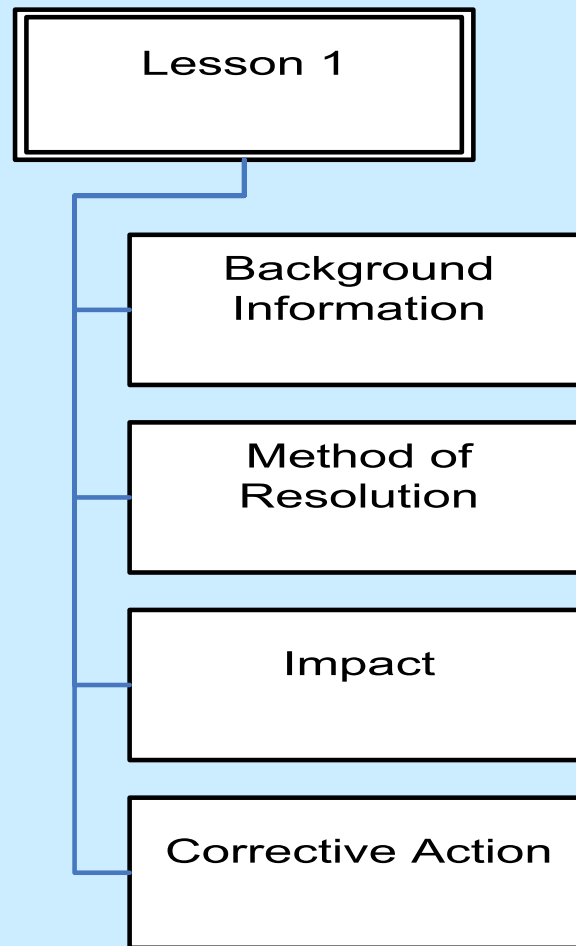 Lesson 1
Background
Information
Method of
Resolution
Impact
Corrective Action